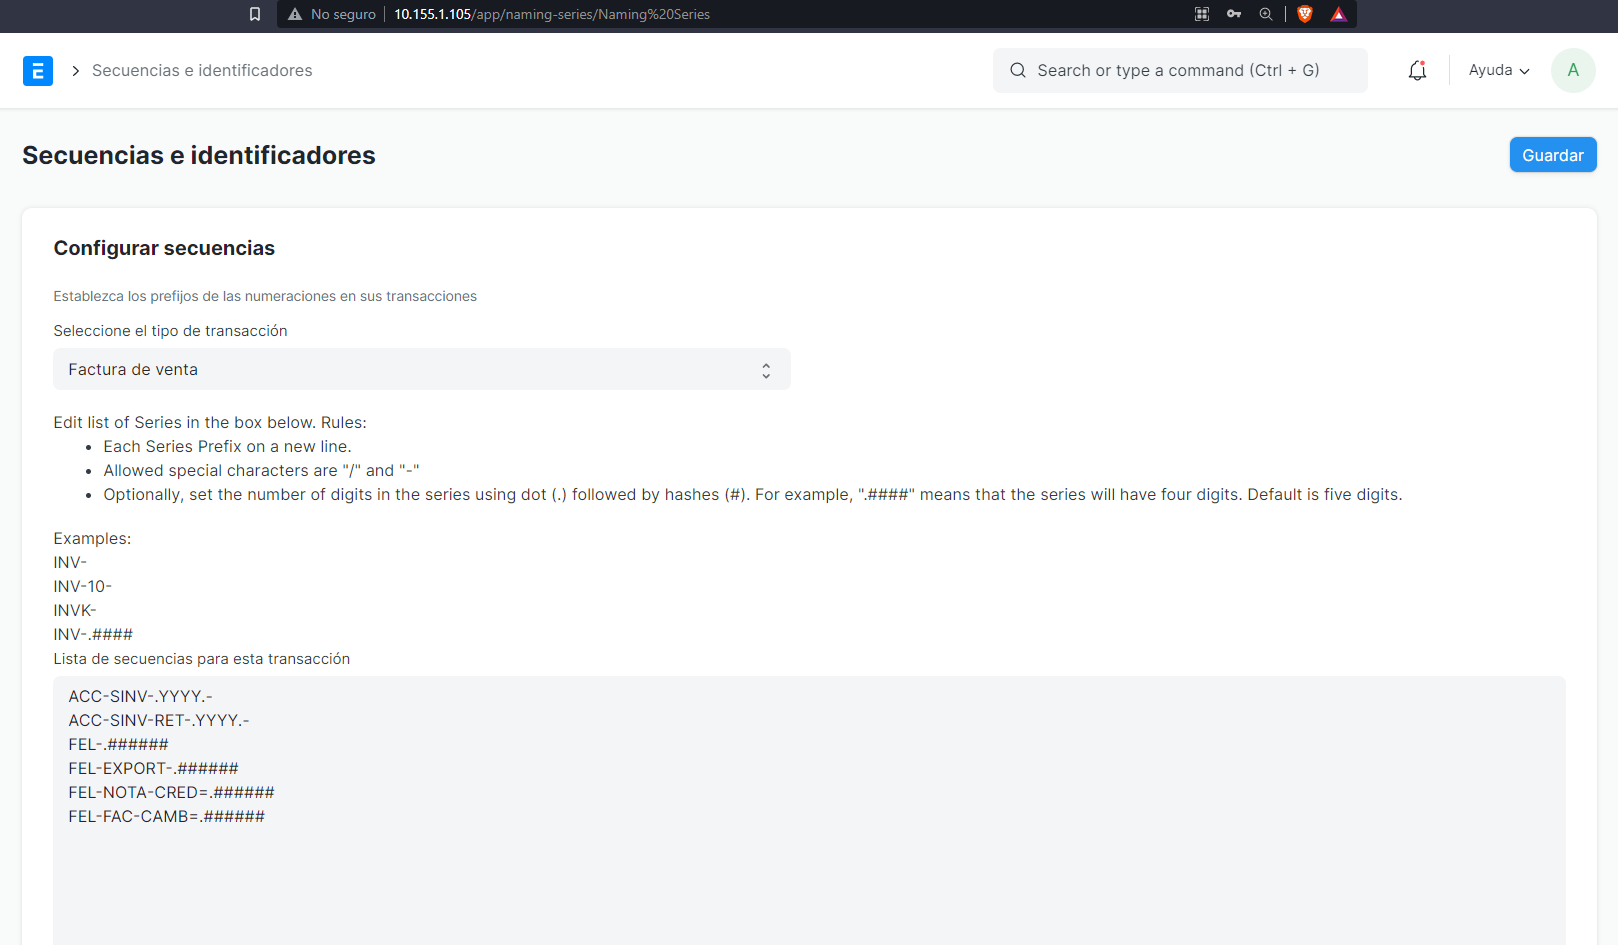 No seguro 10.155.1.105/app/naming-series/Naming%20Series
E Secuencias e identificadores Search or type a command (Ctrl + G) Ayuda A
Secuencias e identificadores Guardar
Configurar secuencias
Establezca los prefijos de las numeraciones en sus transacciones
Seleccione el tipo de transacción
Factura de venta
Edit list of Series in the box below. Rules:
• Each Series Prefix on a new line.
• Allowed special characters are "/" and "-"
• Optionally, set the number of digits in the series using dot (.) followed by hashes (#). For example, ".####" means that the series will have four digits. Default is five digits.
Examples:
INV-
INV-10-
INVK-
INV-.####
Lista de secuencias para esta transacción
ACC-SINV-.YYYY.-
ACC-SINV-RET-.YYYY.-
FEL-.######
FEL-EXPORT-.######
FEL-NOTA-CRED=.######
FEL-FAC-CAMB=.######